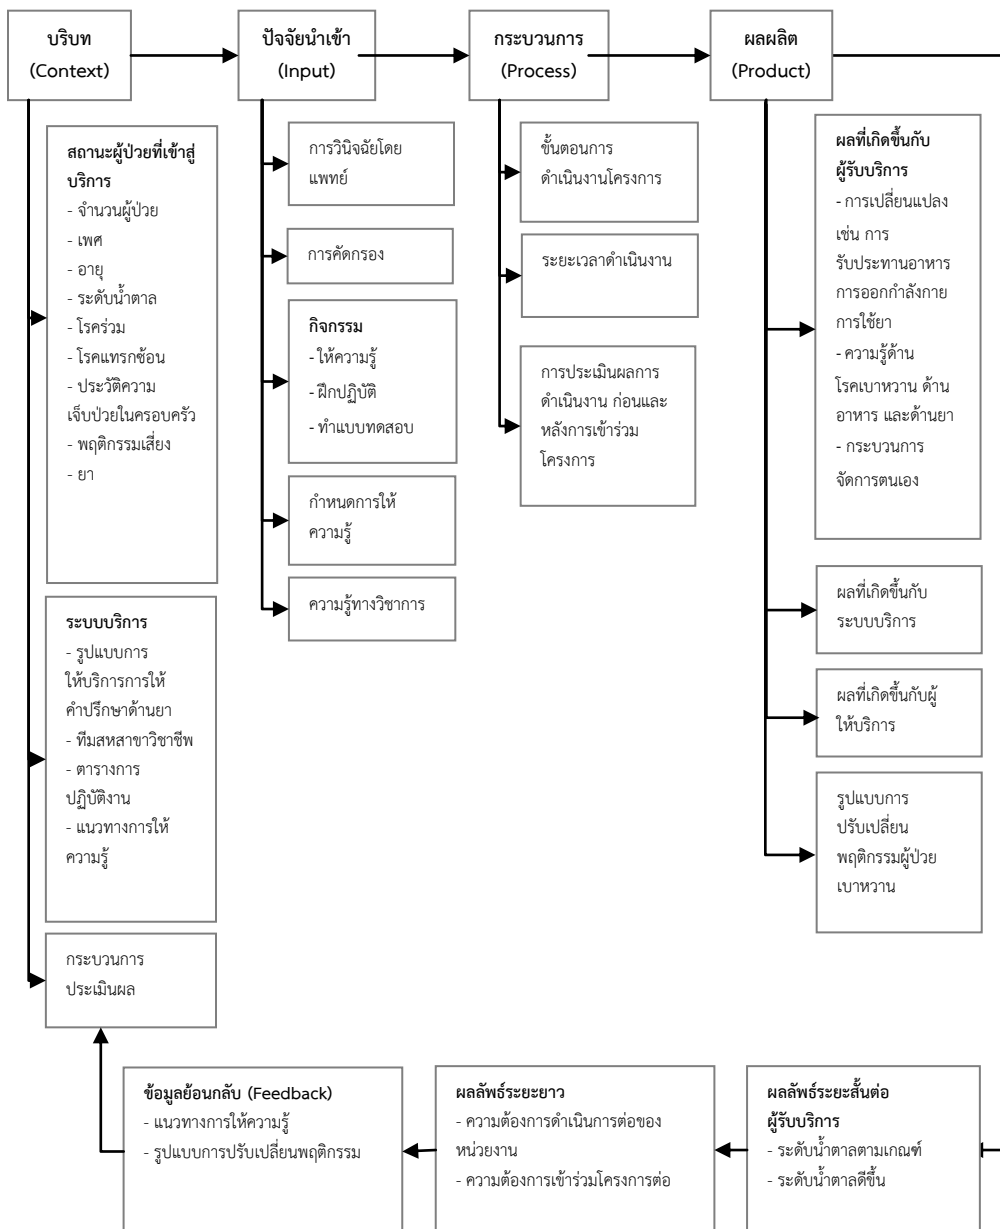 บริบท
(Context)
ปัจจัยนำเข้า
(Input)
กระบวนการ
(Process)
ผลผลิต
(Product)
สถานะผู้ป่วยที่เข้าสู่
บริการ
- จำนวนผู้ป่วย
- เพศ
- อายุ
- ระดับน้ำตาล
- โรคร่วม
- โรคแทรกซ้อน
- ประวัติความ
เจ็บป่วยในครอบครัว
- พฤติกรรมเสี่ยง
- ยา
ระบบบริการ
- รูปแบบการ
ให้บริการการให้
คำปรึกษาด้านยา
- ทีมสหสาขาวิชาชีพ
- ตารางการ
ปฏิบัติงาน
- แนวทางการให้
ความรู้
กระบวนการ
ประเมินผล
การวินิจฉัยโดย
แพทย์
การคัดกรอง
กิจกรรม
- ให้ความรู้
- ฝึกปฏิบัติ
- ทำแบบทดสอบ
กำหนดการให้
ความรู้
ความรู้ทางวิชาการ
ขั้นตอนการ
ดำเนินงานโครงการ
ระยะเวลาดำเนินงาน
การประเมินผลการ
ดำเนินงาน ก่อนและ
หลังการเข้าร่วม
โครงการ
ผลที่เกิดขึ้นกับ
ผู้รับบริการ
- การเปลี่ยนแปลง
เช่น การ
รับประทานอาหาร
การออกกำลังกาย
การใช้ยา
- ความรู้ด้าน
โรคเบาหวาน ด้าน
อาหาร และด้านยา
- กระบวนการ
จัดการตนเอง
ผลที่เกิดขึ้นกับ
ระบบบริการ
ผลที่เกิดขึ้นกับผู้
ให้บริการ
รูปแบบการ
ปรับเปลี่ยน
พฤติกรรมผู้ป่วย
เบาหวาน
ข้อมูลย้อนกลับ (Feedback)
- แนวทางการให้ความรู้
- รูปแบบการปรับเปลี่ยนพฤติกรรม
ผลลัพธ์ระยะยาว
- ความต้องการดำเนินการต่อของ
หน่วยงาน
- ความต้องการเข้าร่วมโครงการต่อ
ผลลัพธ์ระยะสั้นต่อ
ผู้รับบริการ
- ระดับน้ำตาลตามเกณฑ์
- ระดับน้ำตาลดีขึ้น